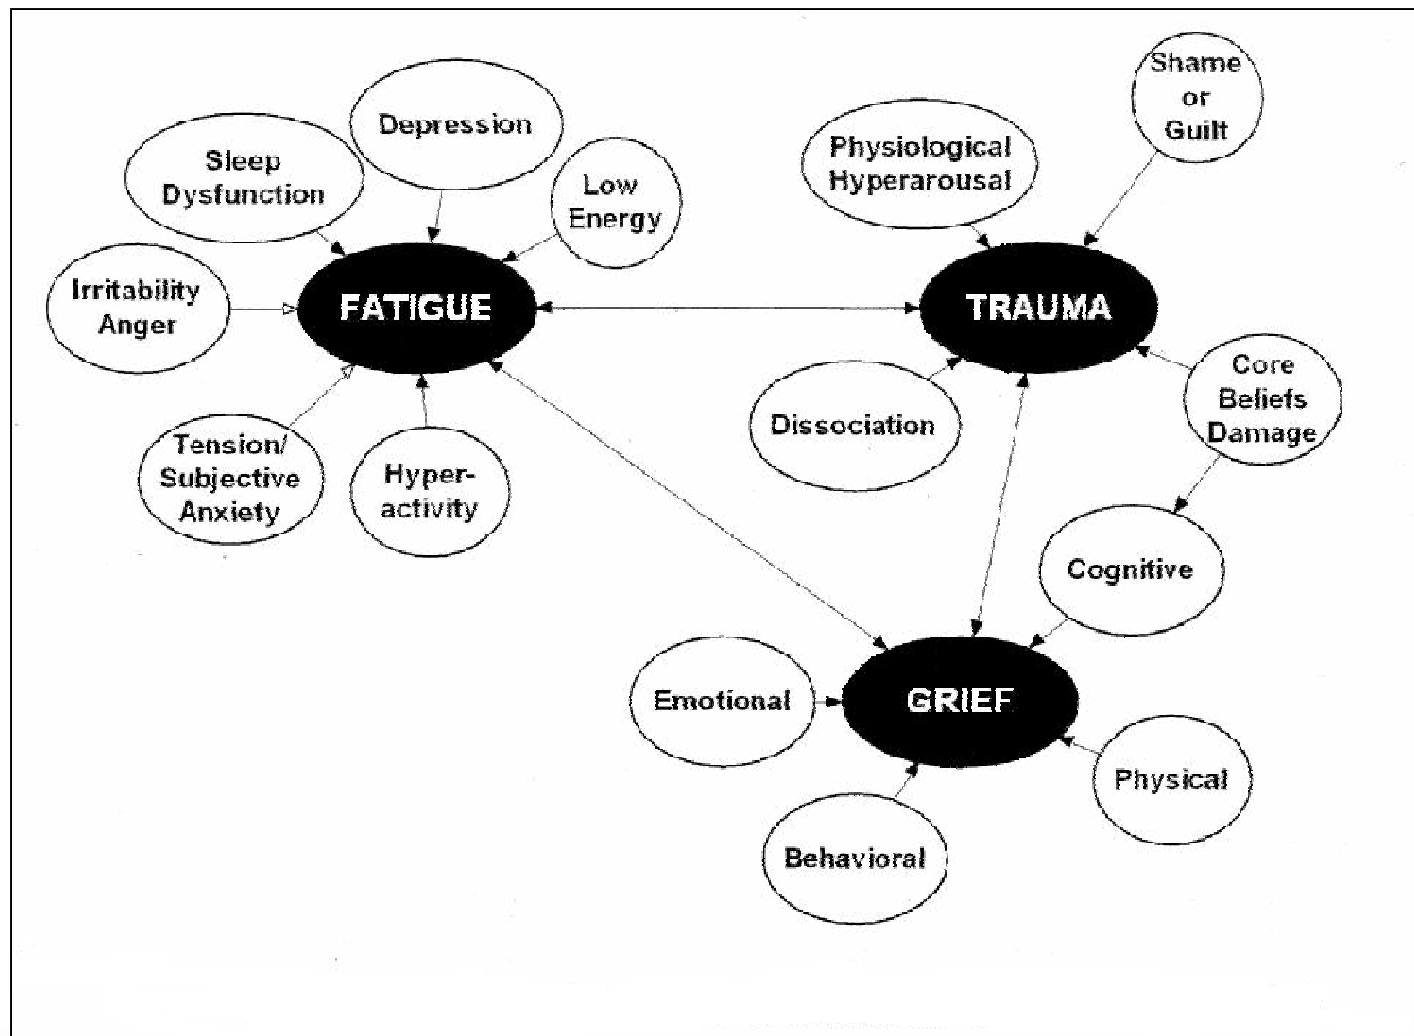 Shame
or
Guilt
Depression
Physiological
Hyperarousal
Sleep
Dysfunction
Low
Energy
Irritability
Anger
FATIGUE
TRAUMA
Core
Beliefs
Damage
Dissociation
Tension/
Subjective
Anxiety
Hyper-
activity
Cognitive
Emotional
GRIEF
Physical
Behavioral